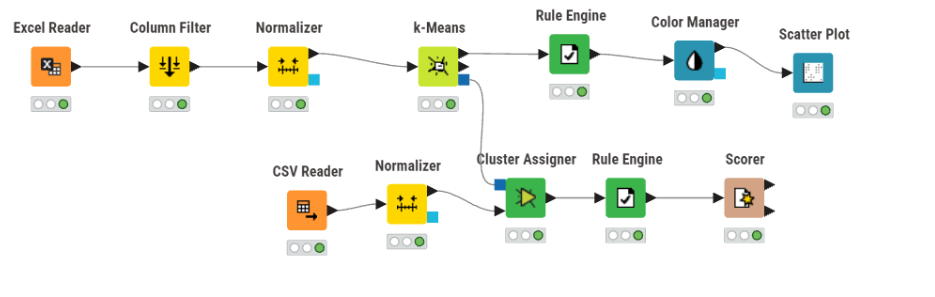 Excel Reader
Column Filter
Normalizer
k-Means
Rule Engine
Color Manager
Scatter Plot
CSV Reader
Normalizer
Cluster Assigner
Rule Engine
Scorer